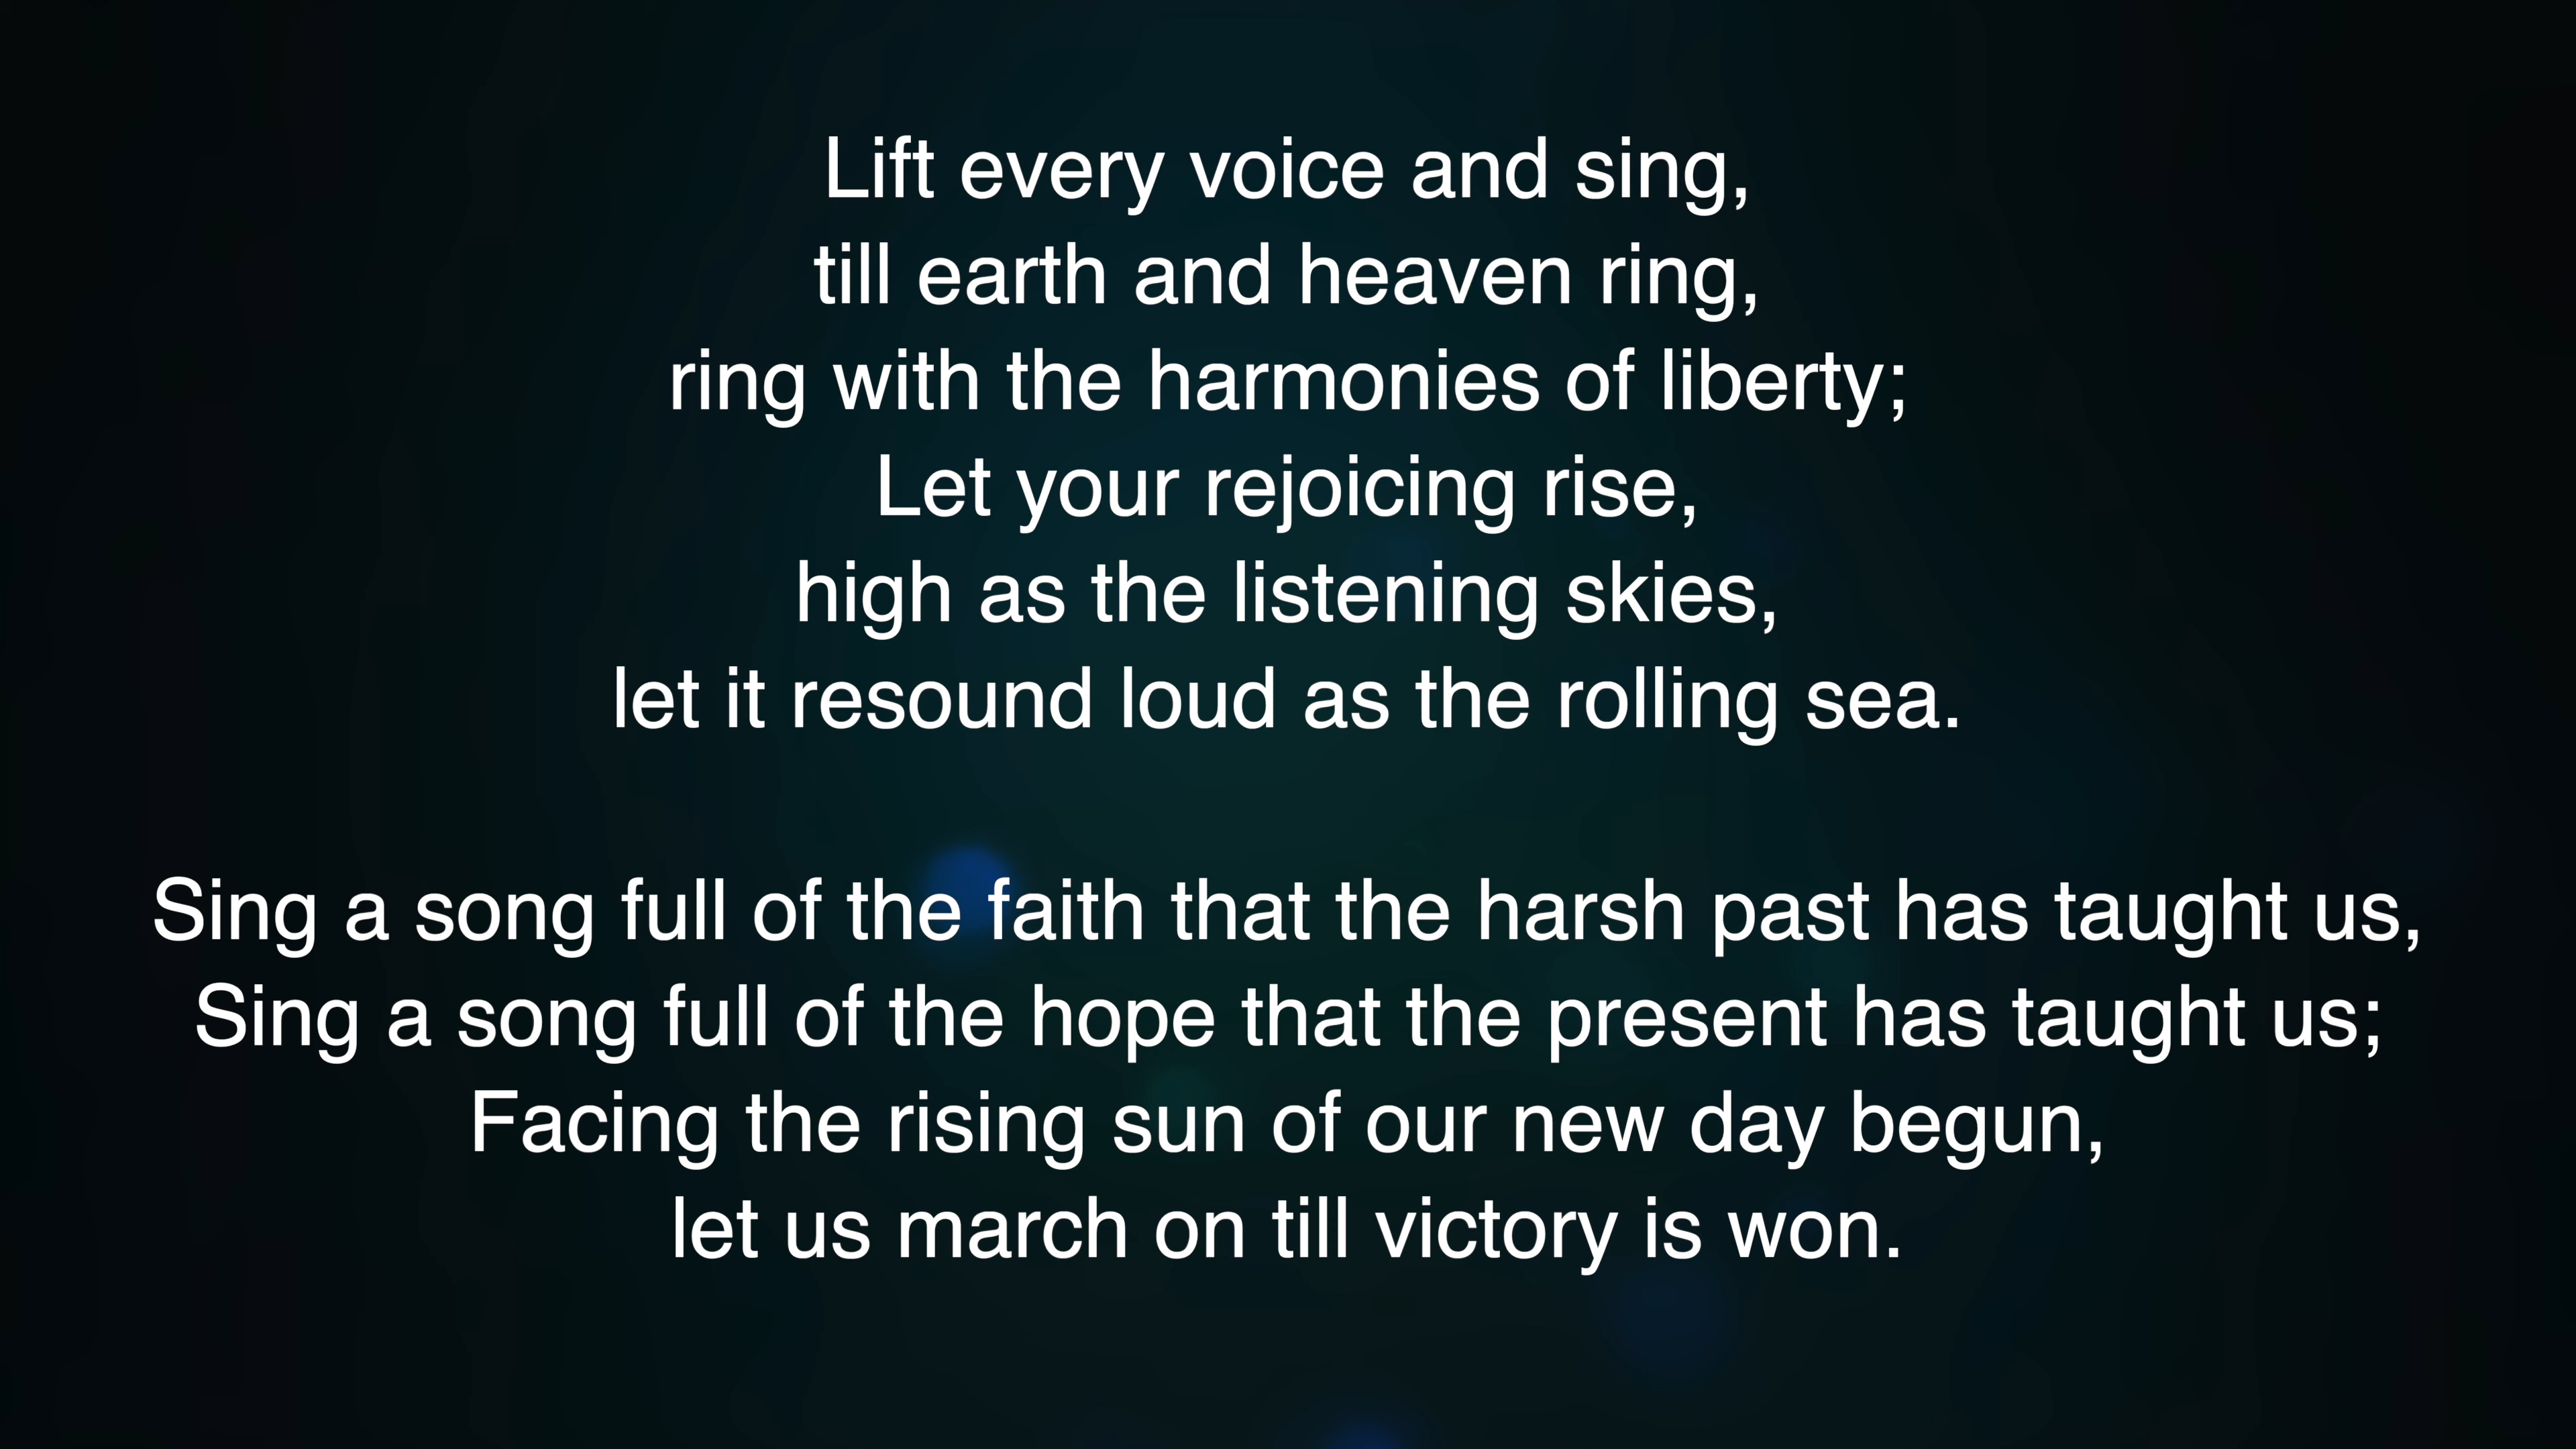 Lift every voice and sing,
till earth and heaven ring,
ring with the harmonies of liberty;
Let your rejoicing rise,
high as the listening skies,
let it resound loud as the rolling sea.
Sing a song full of the faith that the harsh past has taught us,
Sing a song full of the hope that the present has taught us;
Facing the rising sun of our new day begun,
let us march on till victory is won.